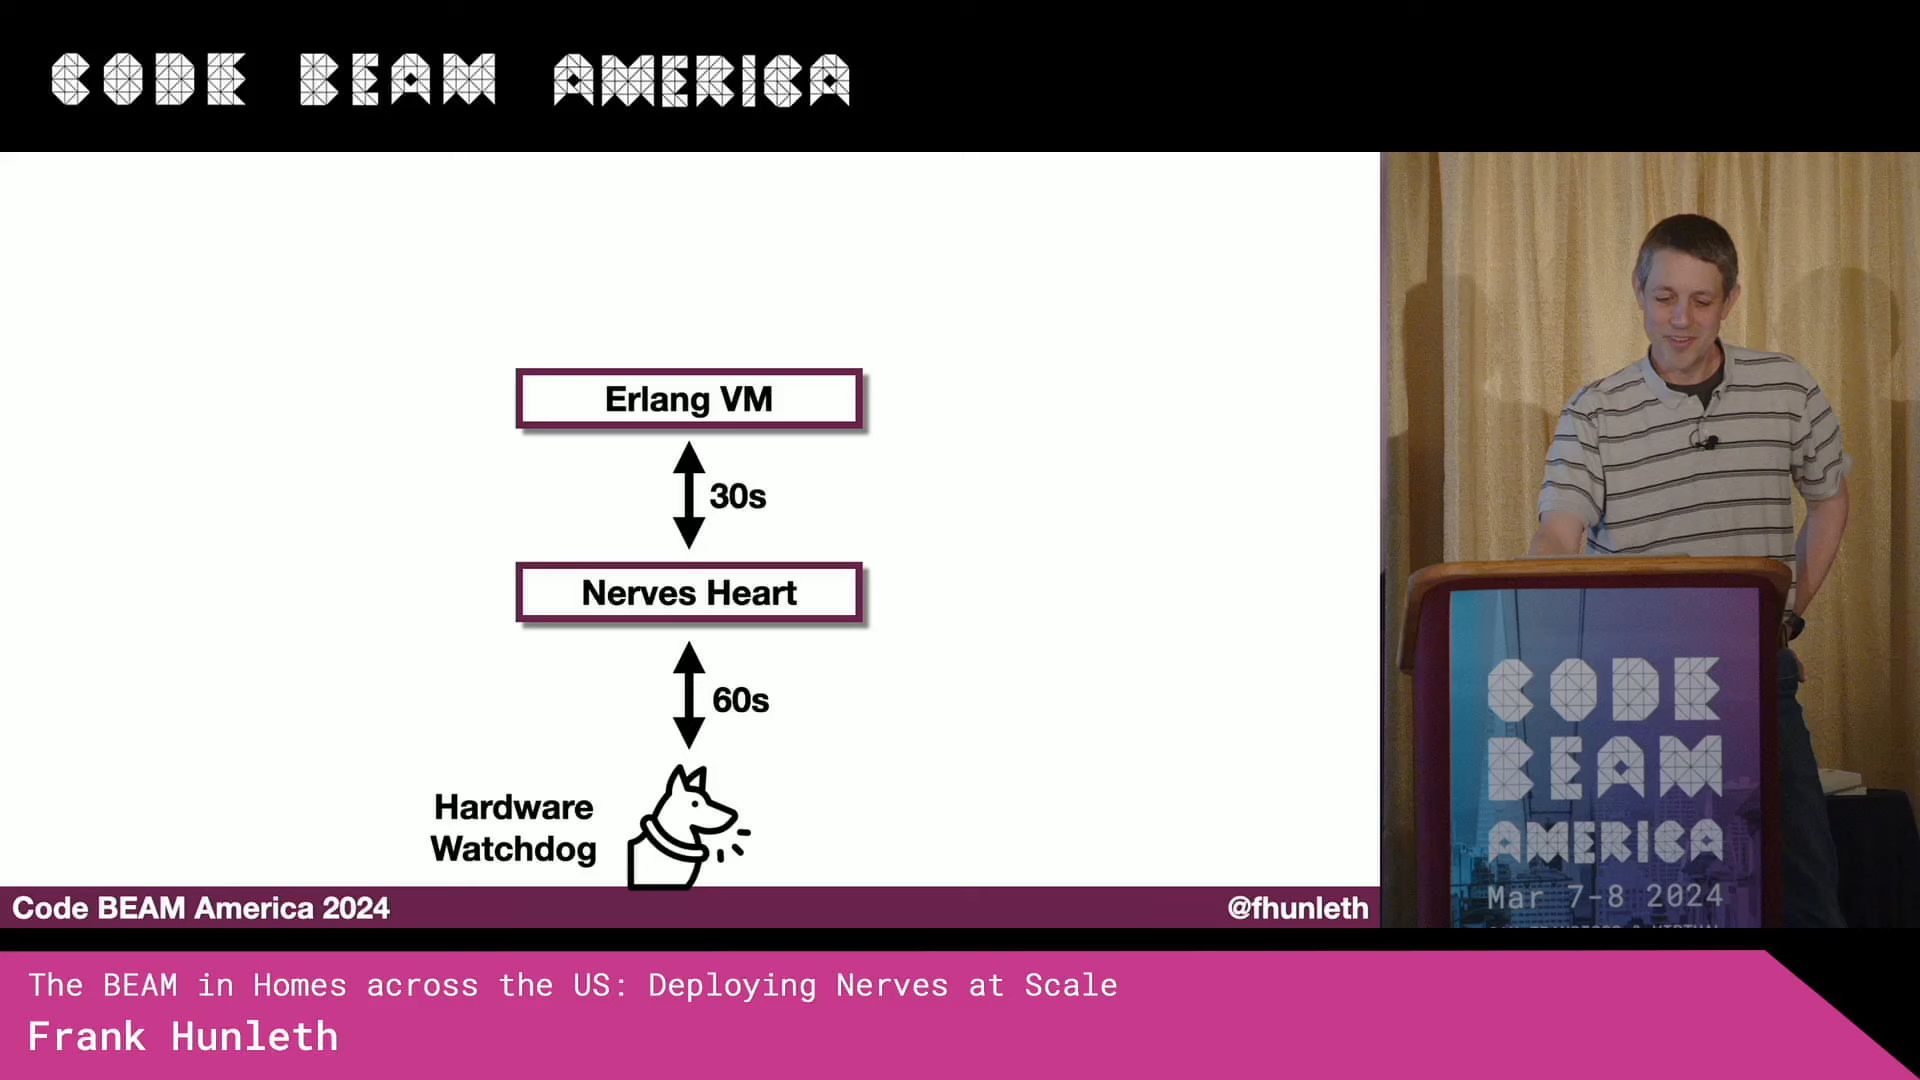 CODE BEAM AMERICA
Erlang VM
30s
Nerves Heart
60s
Hardware
Watchdog
Code BEAM America 2024
@fhunleth
CODE
BEAM
AMERICA
Mar 7-8 2024
The BEAM in Homes across the US: Deploying Nerves at Scale
Frank Hunleth